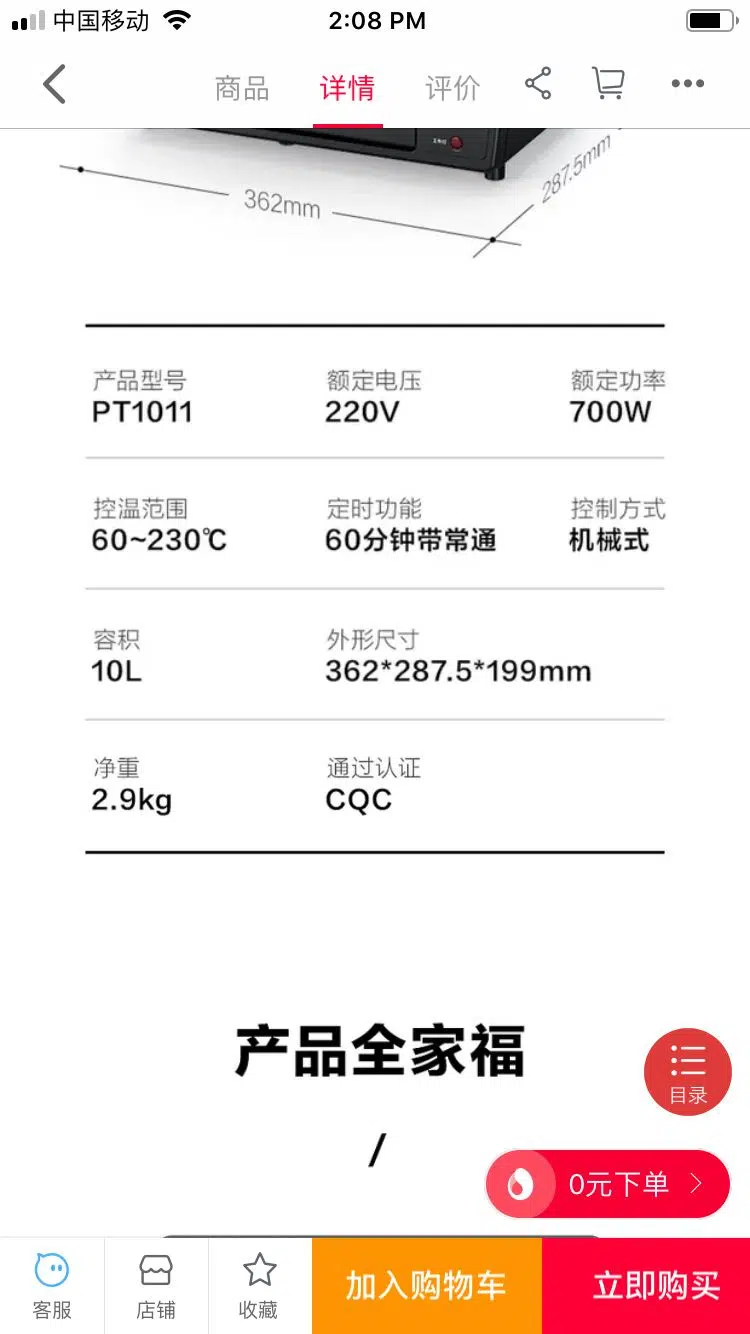 中国移动
2:08 PM
商品
详情
评价
362mm
287.5mm
产品型号 额定电压 额定功率
PT1011 220V 700W
控温范围 定时功能 控制方式
60~230℃ 60分钟带常通 机械式
容积 外形尺寸
10L 362*287.5*199mm
净重 通过认证
2.9kg CQC
产品全家福
/
目录
0元下单
客服
店铺
收藏
加入购物车
立即购买